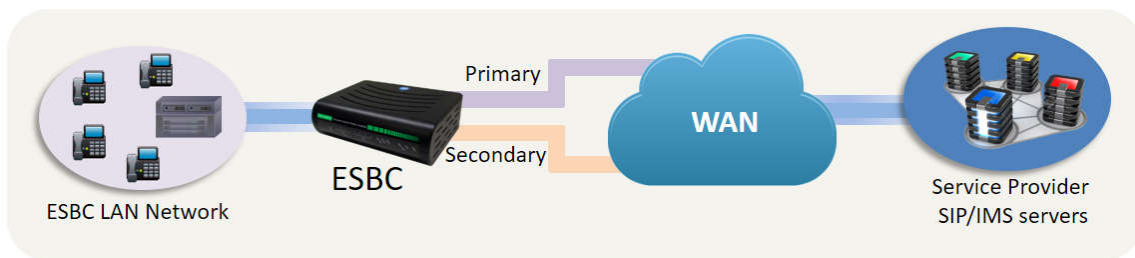 Primary
WAN
Secondary
ESBC
ESBC LAN Network
Service Provider
SIP/IMS servers